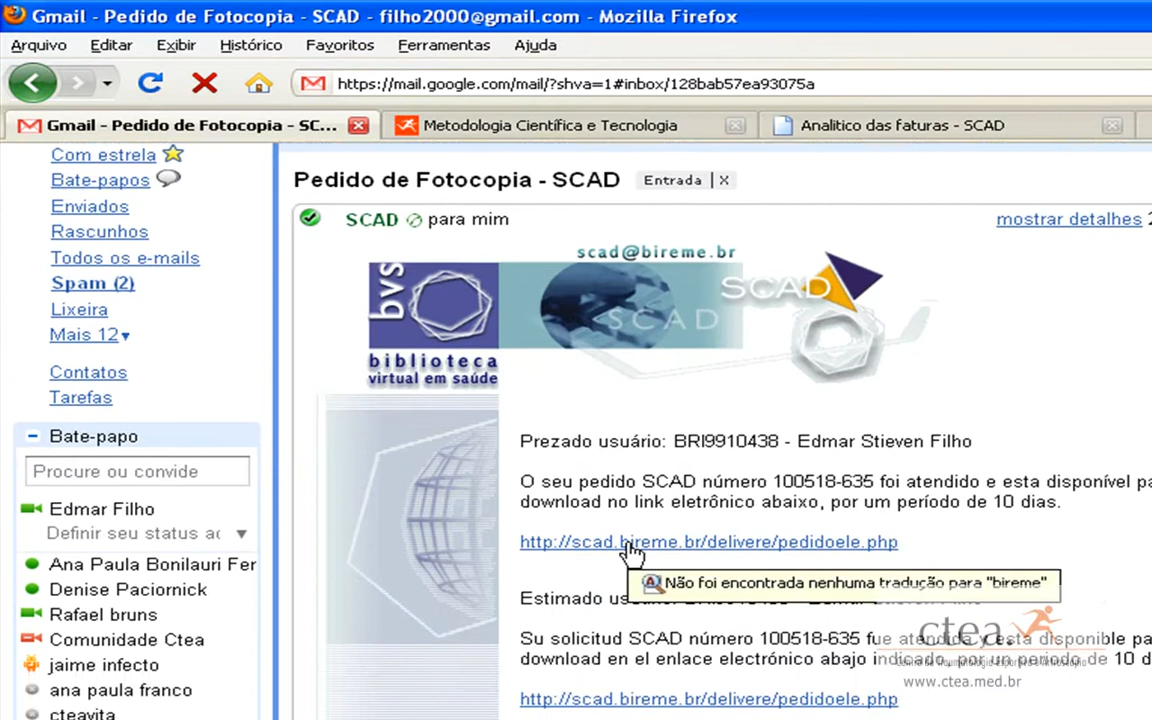 Gmail - Pedido de Fotocopia - SCAD - filho2000@gmail.com - Mozilla Firefox
Arquivo Editar Exibir Histórico Favoritos Ferramentas Ajuda
https://mail.google.com/mail/?shva=1#inbox/128bab57ea93075a
Gmail - Pedido de Fotocopia - SC... Metodologia Científica e Tecnologia Analitico das faturas - SCAD
Com estrela
Bate-papos
Enviados
Rascunhos
Todos os e-mails
Spam (2)
Lixeira
Mais 12▾
Contatos
Tarefas
Bate-papo
Procure ou convide
Edmar Filho
Definir seu status ac
Ana Paula Bonilauri Fer
Denise Paciornick
Rafael bruns
Comunidade Ctea
jaime infecto
ana paula franco
cteavita
Pedido de Fotocopia - SCAD Entrada | X
SCAD para mim mostrar detalhes 2
scad@bireme.br
bvs
SCAD
SCAD
biblioteca
virtual em saúde
Prezado usuário: BRI9910438 - Edmar Stieven Filho
O seu pedido SCAD número 100518-635 foi atendido e esta disponível pa
download no link eletrônico abaixo, por um período de 10 dias.
http://scad.bireme.br/delivere/pedidoele.php
Não foi encontrada nenhuma tradução para "bireme"
Estimado
Su solicitud SCAD número 100518-635 fue atendida y esta disponible pa
download en el enlace electrónico abajo indicado, por um periodo de 10 d
http://scad.bireme.br/delivere/pedidoele.php
ctea.
www.ctea.med.br